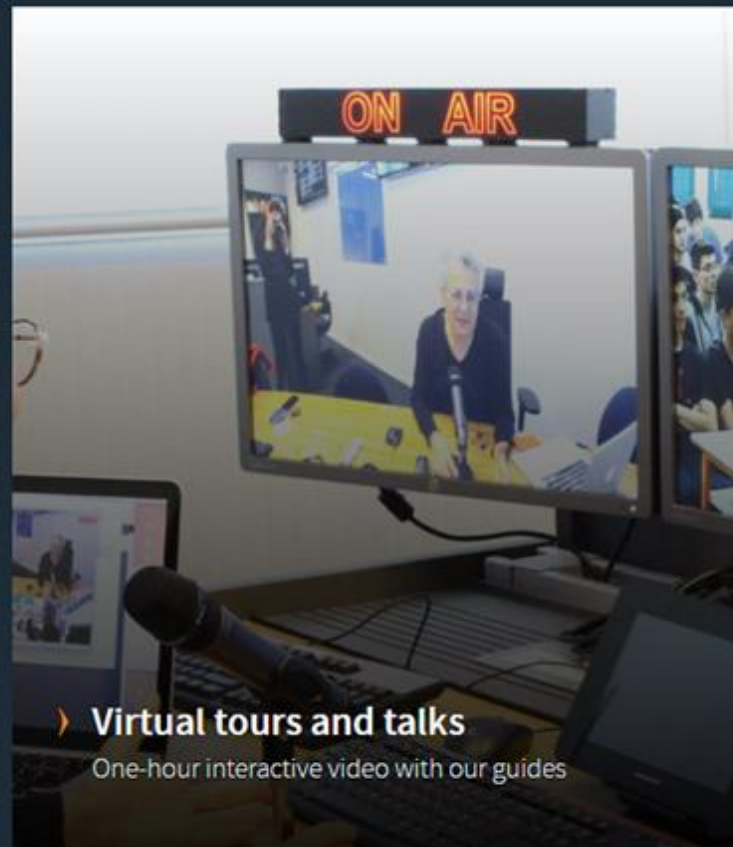 ON AIR
Virtual tours and talks
One-hour interactive video with our guides